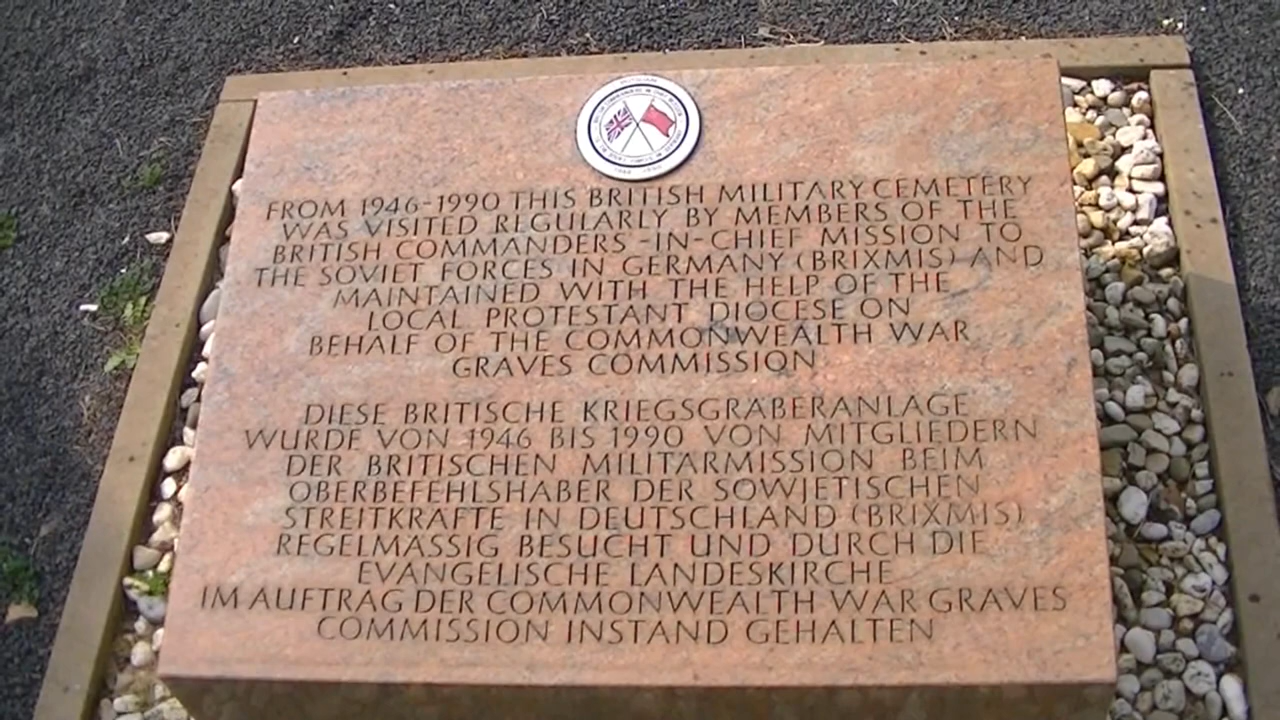 POTSDAM
FROM 1946-1990 THIS BRITISH MILITARY CEMETERY
WAS VISITED REGULARLY BY MEMBERS OF THE
BRITISH COMMANDERS-IN-CHIEF MISSION TO
THE SOVIET FORCES IN GERMANY (BRIXMIS) AND
MAINTAINED WITH THE HELP OF THE
LOCAL PROTESTANT DIOCESE ON
BEHALF OF THE COMMONWEALTH WAR
GRAVES COMMISSION
DIESE BRITISCHE KRIEGSGRÄBERANLAGE
WURDE VON 1946 BIS 1990 VON MITGLIEDERN
DER BRITISCHEN MILITÄRMISSION BEIM
OBERBEFEHLSHABER DER SOWJETISCHEN
STREITKRÄFTE IN DEUTSCHLAND (BRIXMIS)
REGELMÄSSIG BESUCHT UND DURCH DIE
EVANGELISCHE LANDESKIRCHE
IM AUFTRAG DER COMMONWEALTH WAR GRAVES
COMMISSION INSTAND GEHALTEN